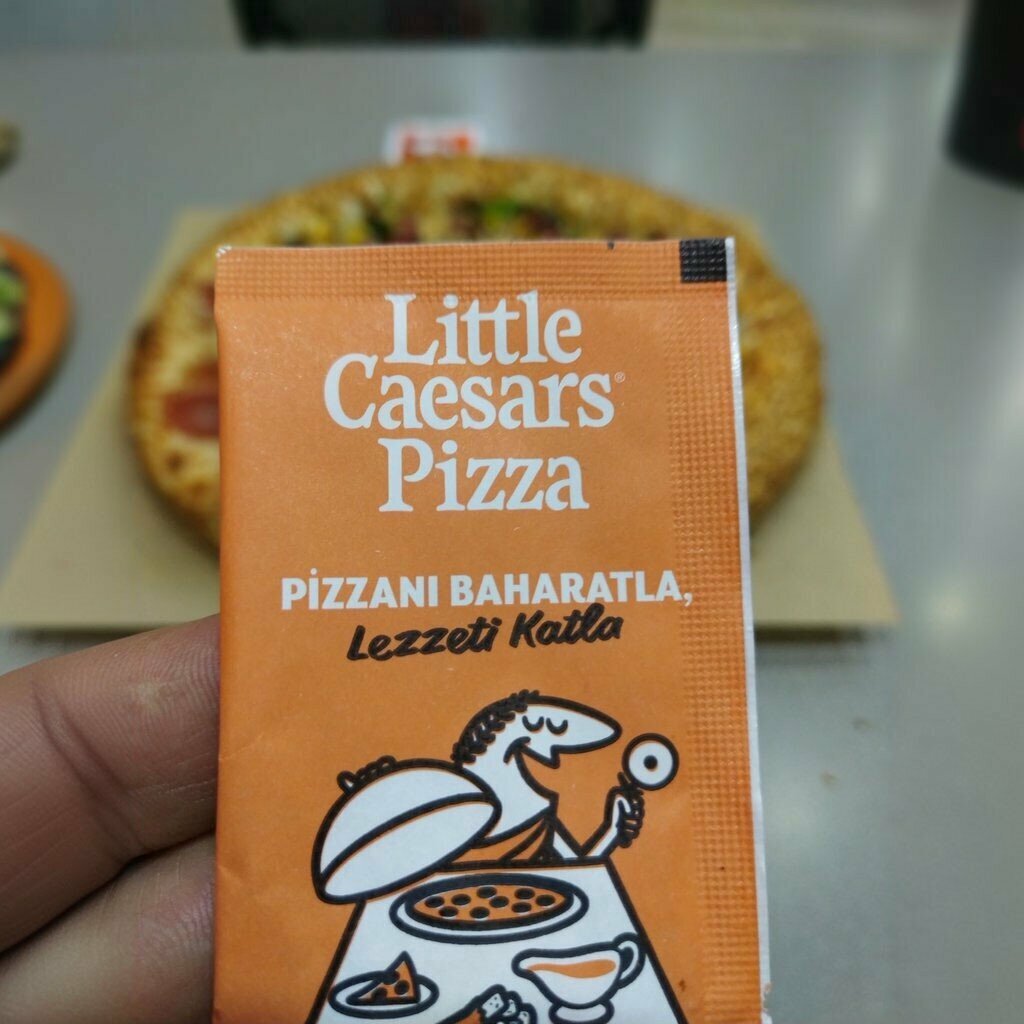 Little
Caesars®
Pizza
PİZZANI BAHARATLA,
Lezzeti Katla